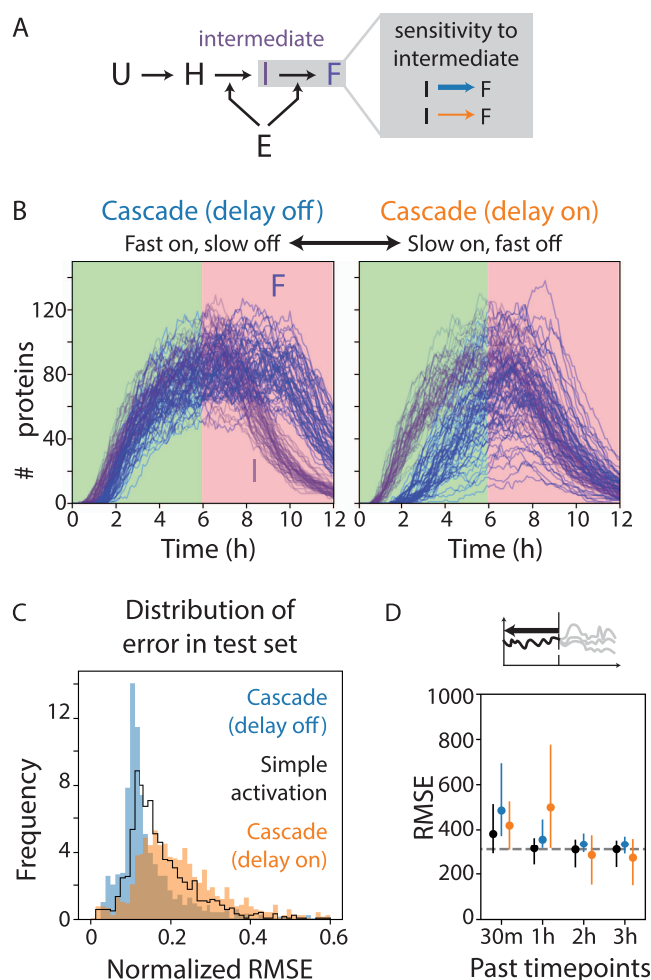 A
intermediate
U H I F
E
sensitivity to
intermediate
I F
I F
B
Cascade (delay off)
Cascade (delay on)
Fast on, slow off
Slow on, fast off
# proteins
120
80
40
0
F
I
0 2 4 6 8 10 12
0 2 4 6 8 10 12
Time (h)
Time (h)
C
Distribution of
error in test set
Frequency
12
8
4
0
Cascade
(delay off)
Simple
activation
Cascade
(delay on)
0 0.2 0.4 0.6
Normalized RMSE
D
RMSE
1000
800
600
400
200
0
30m 1h 2h 3h
Past timepoints